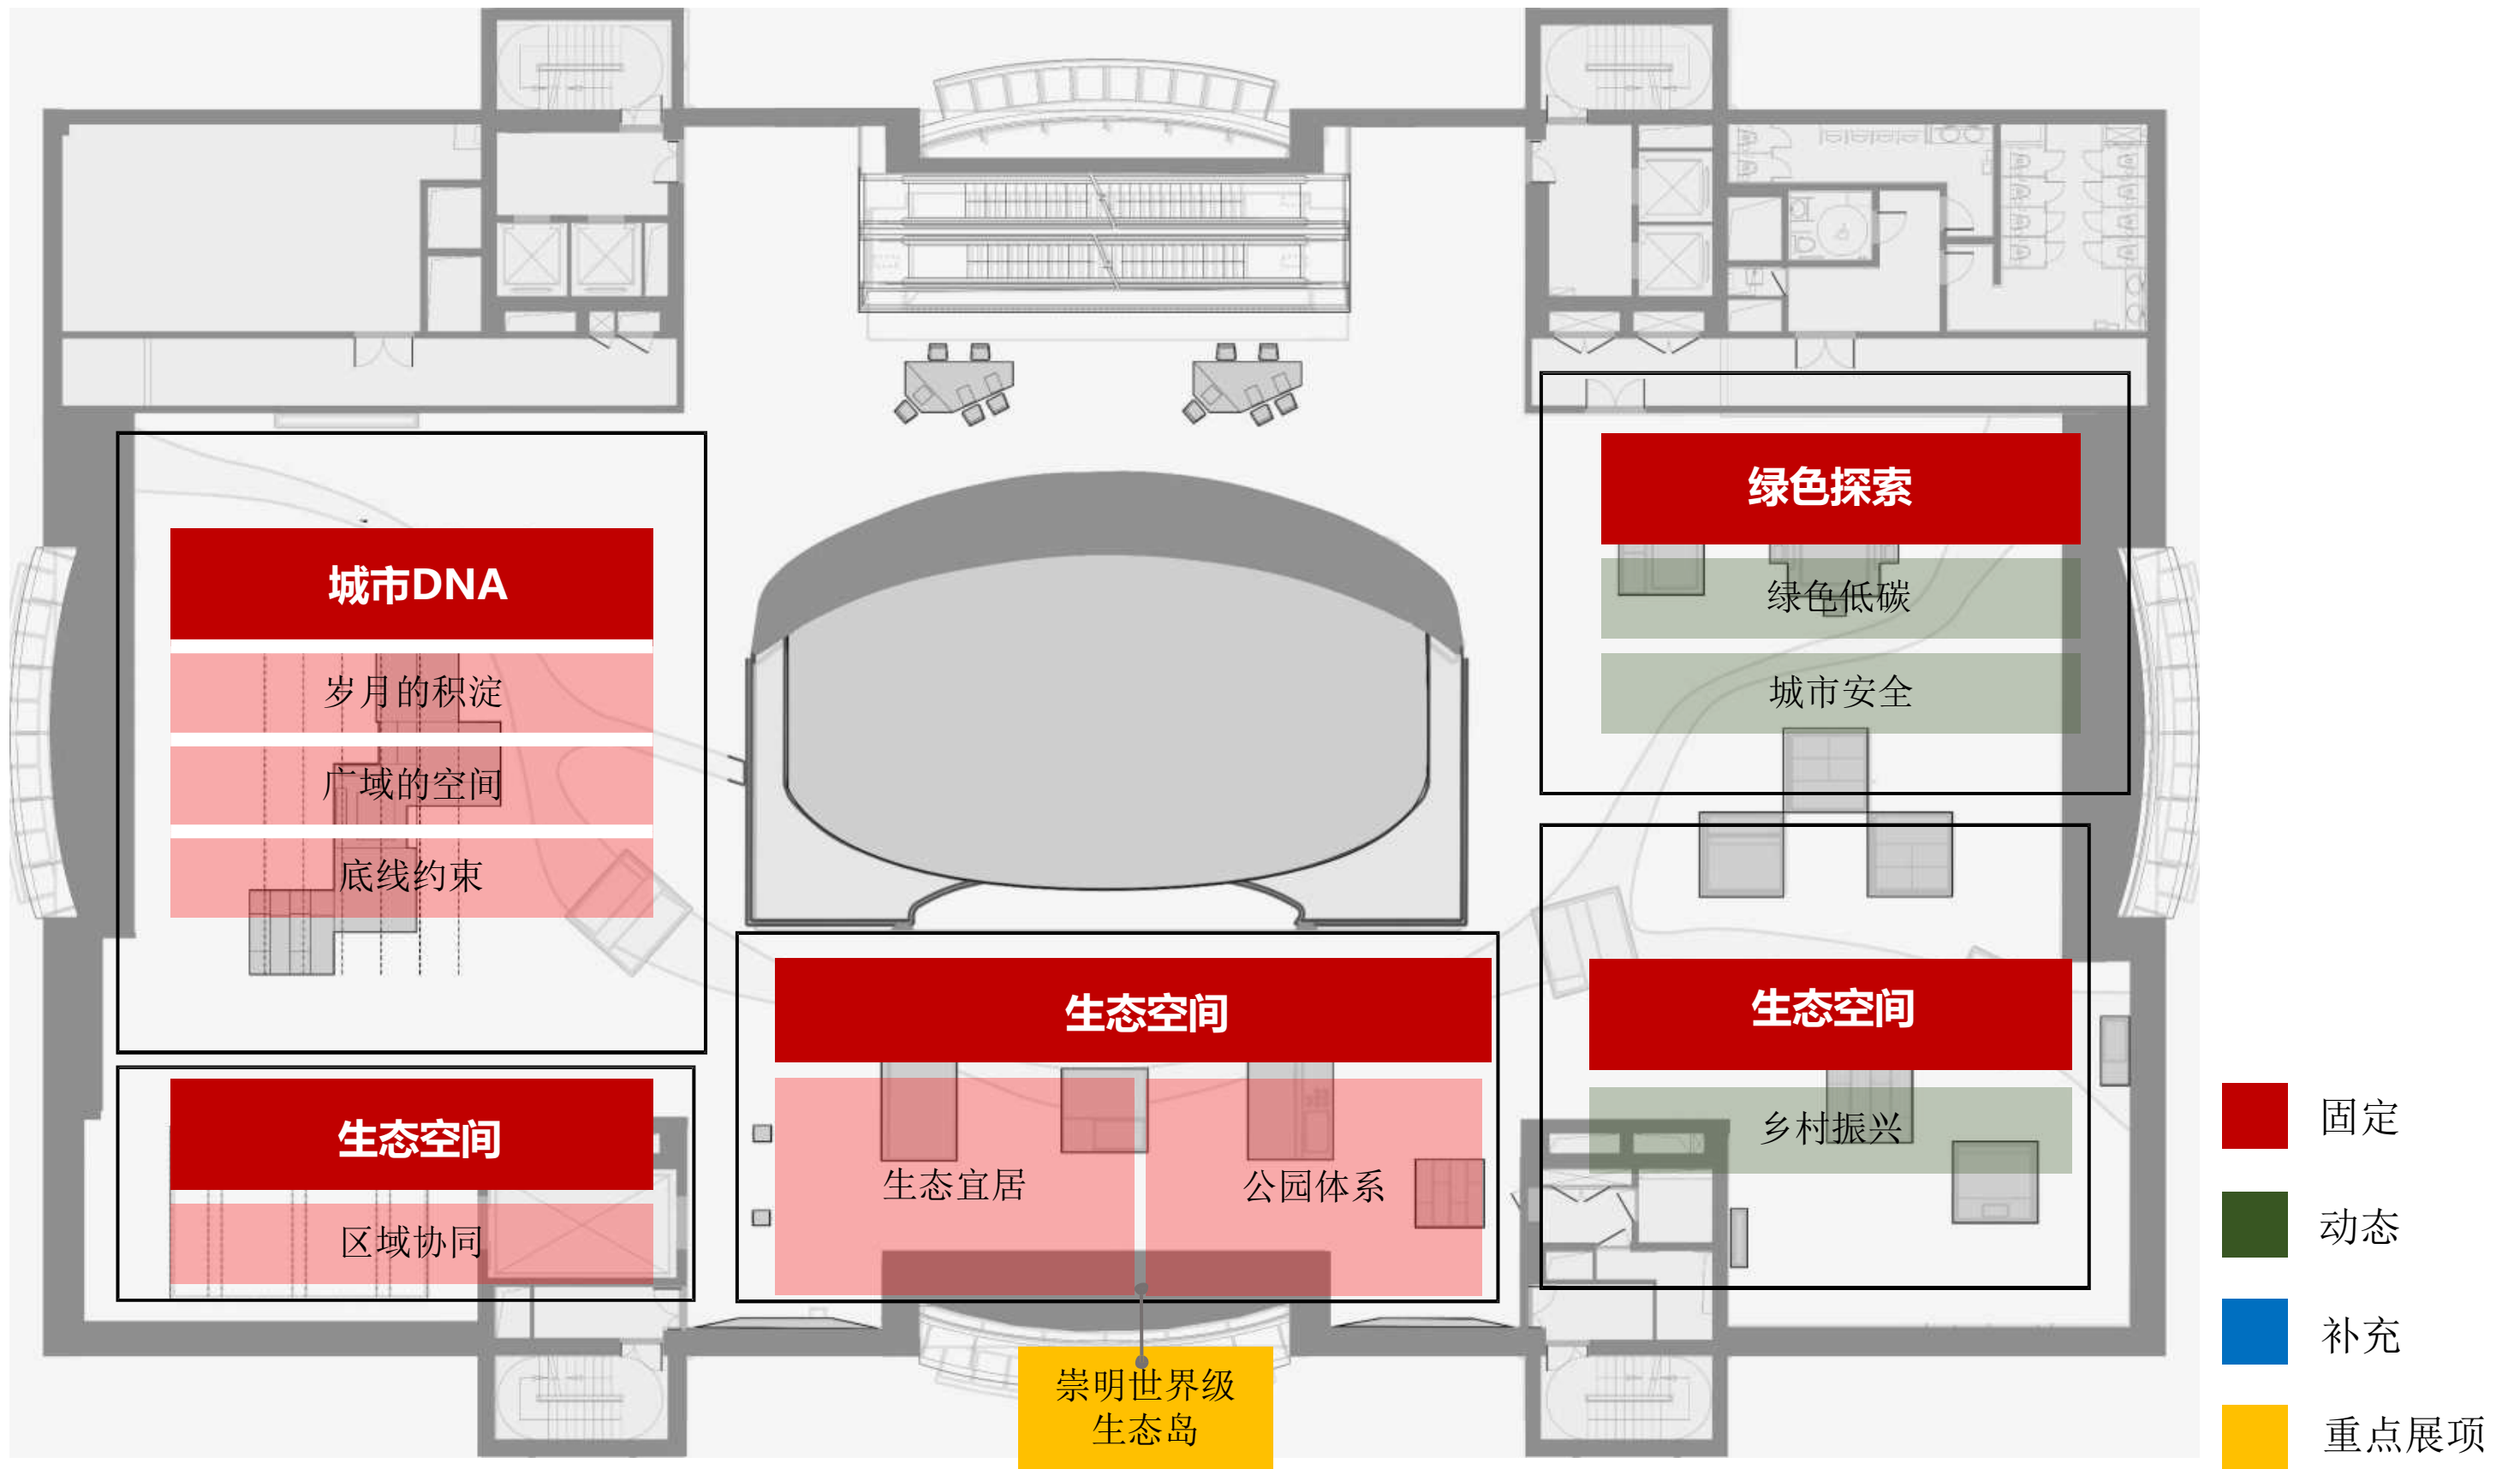 绿色探索
绿色低碳
城市安全
城市DNA
岁月的积淀
广域的空间
底线约束
生态空间
区域协同
生态空间
生态宜居
公园体系
生态空间
乡村振兴
崇明世界级
生态岛
固定
动态
补充
重点展项